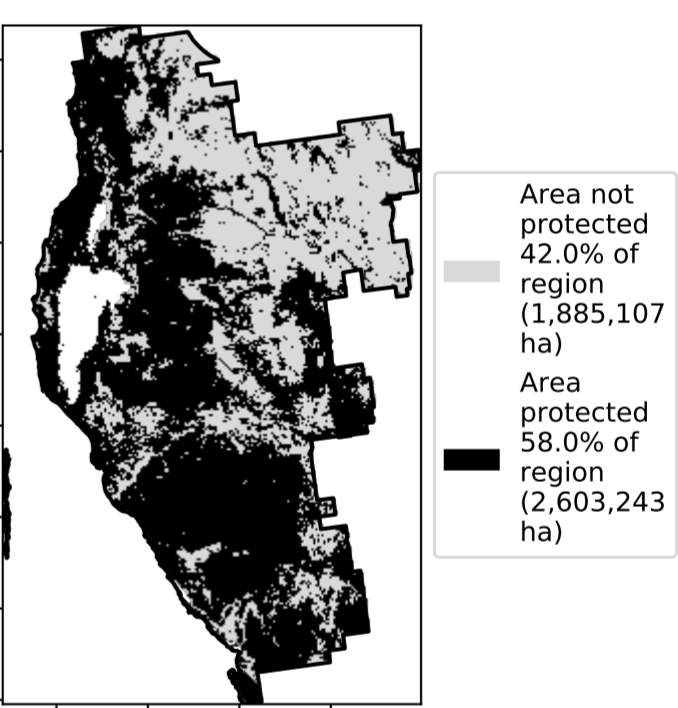 Area not
protected
42.0% of
region
(1,885,107
ha)
Area
protected
58.0% of
region
(2,603,243
ha)